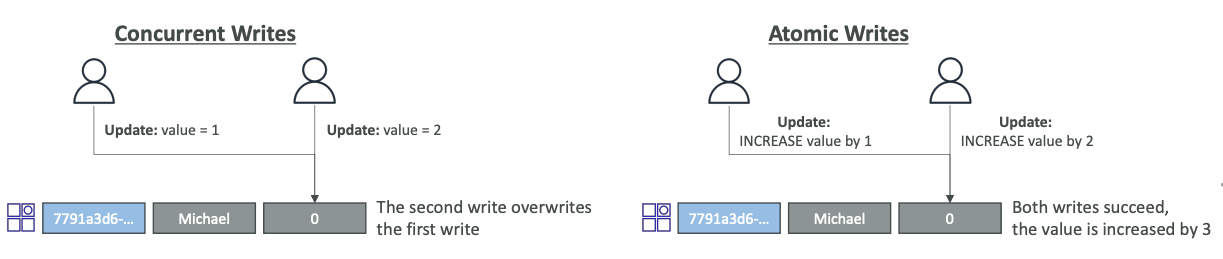 Concurrent Writes
Update: value = 1
Update: value = 2
7791a3d6-...
Michael
0
The second write overwrites
the first write
Atomic Writes
Update:
INCREASE value by 1
Update:
INCREASE value by 2
7791a3d6-...
Michael
0
Both writes succeed,
the value is increased by 3